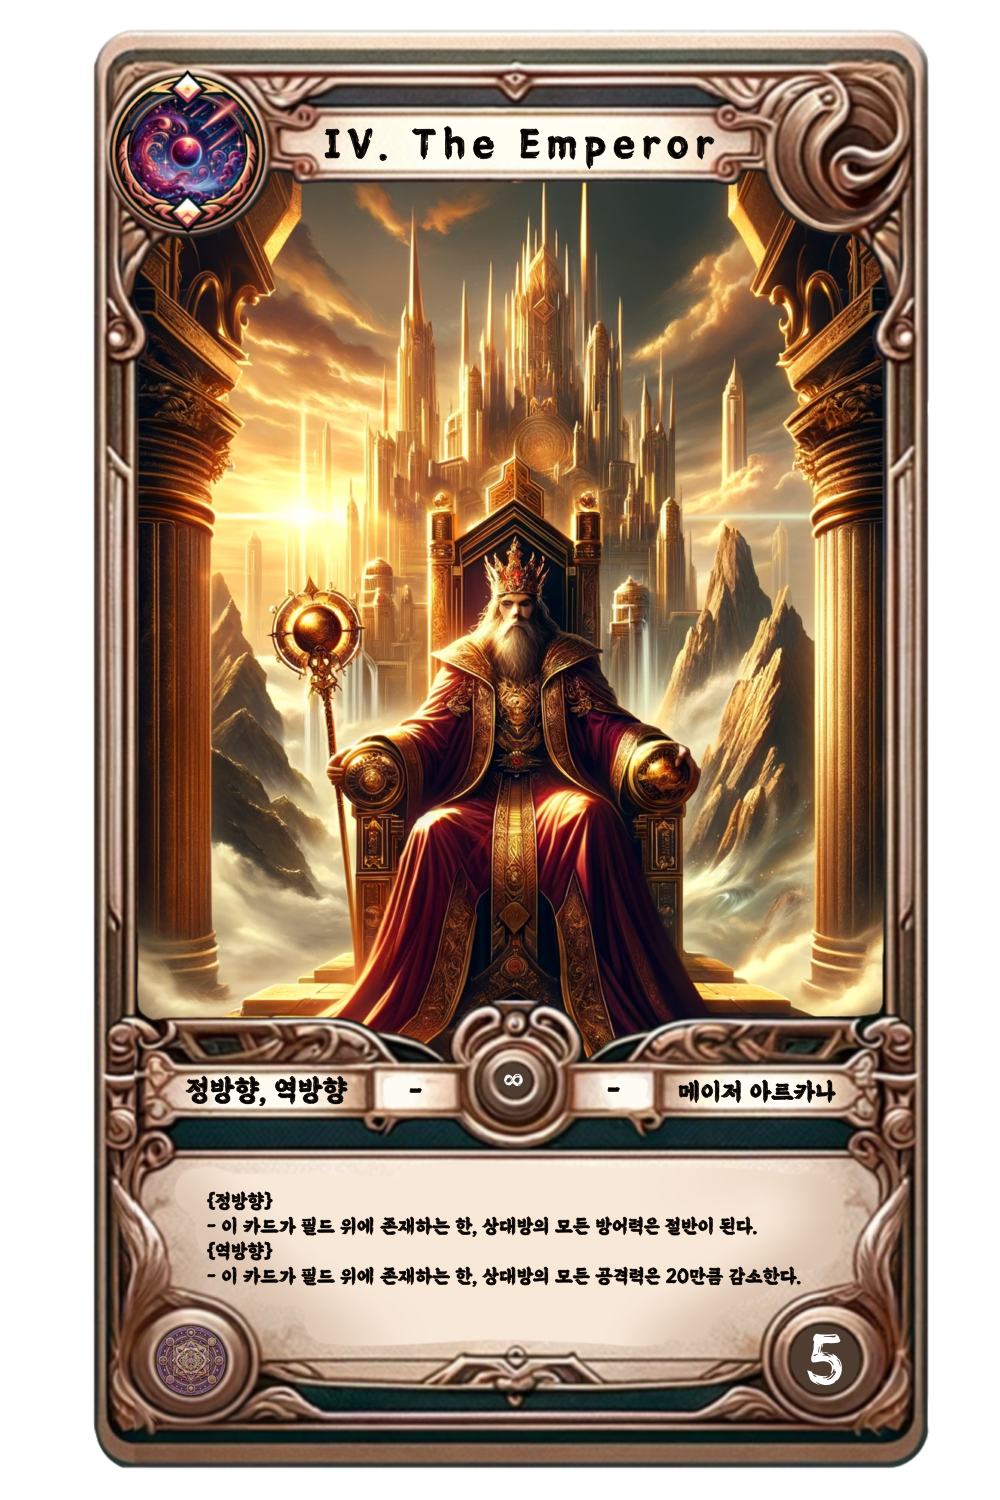 IV. The Emperor
정방향, 역방향 - ∞ - 메이저 아르카나
{정방향}
- 이 카드가 필드 위에 존재하는 한, 상대방의 모든 방어력은 절반이 된다.
{역방향}
- 이 카드가 필드 위에 존재하는 한, 상대방의 모든 공격력은 20만큼 감소한다.
5